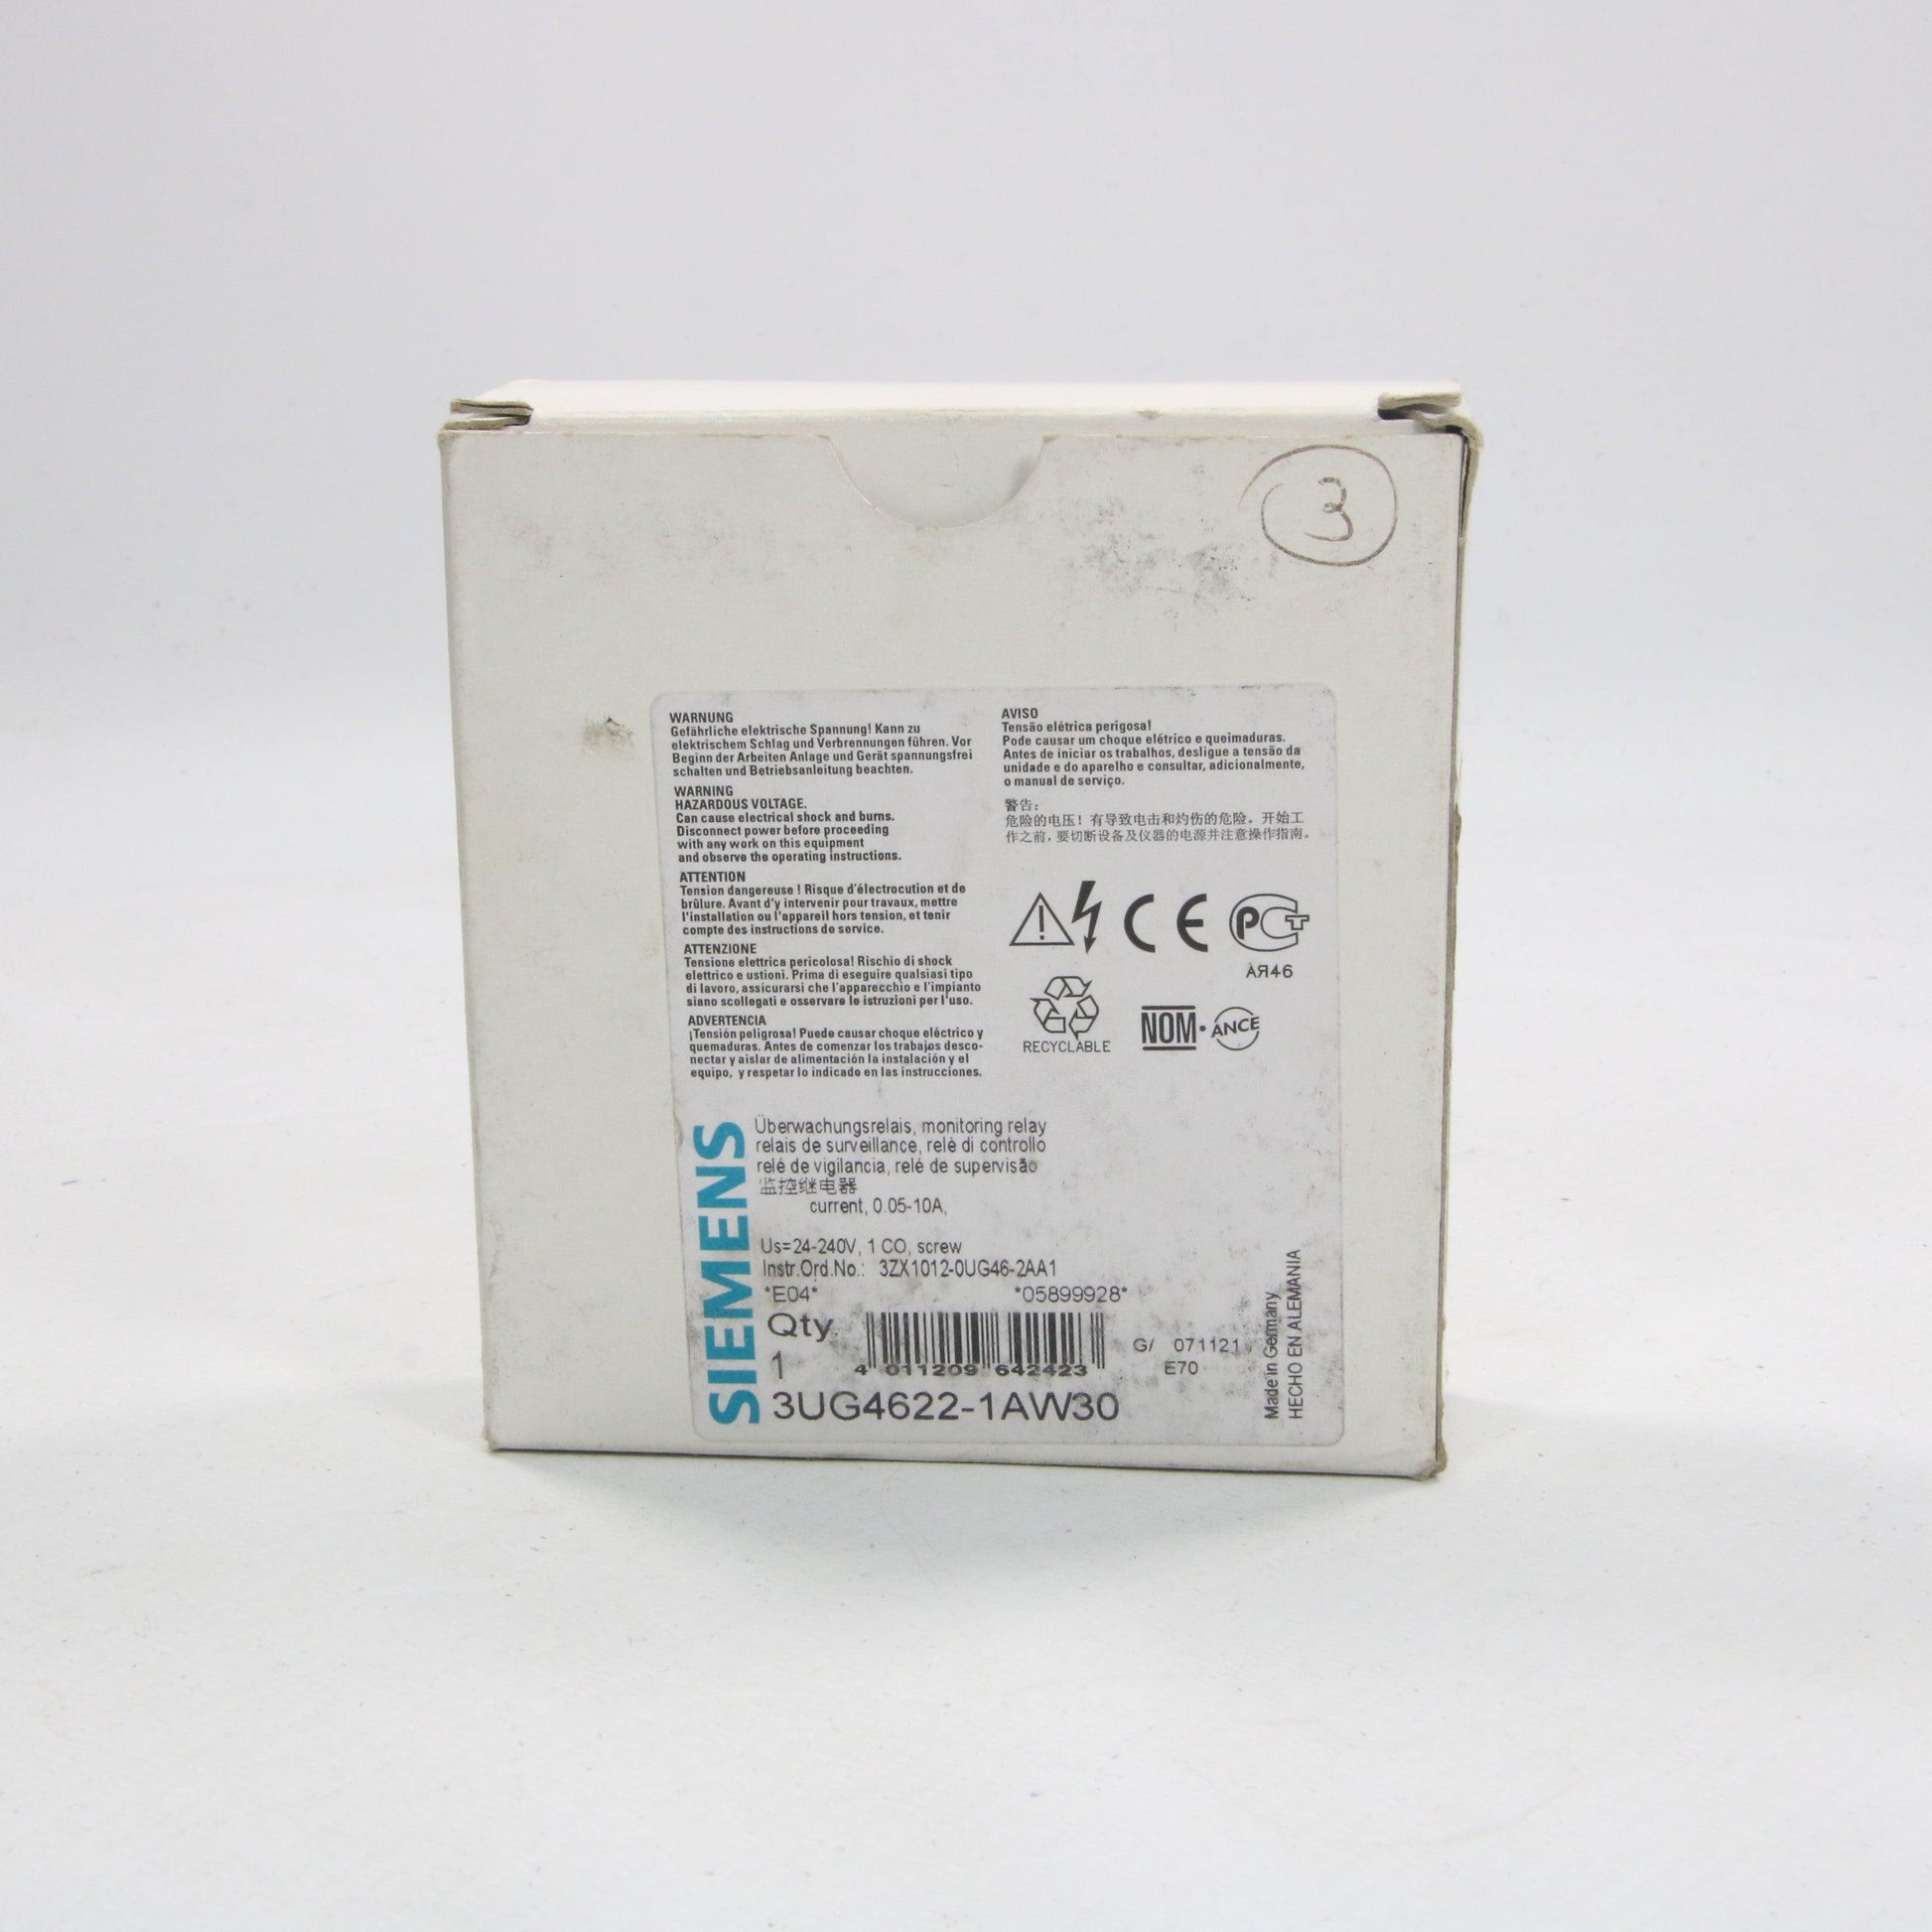 3
WARNUNG
Gefährliche elektrische Spannung! Kann zu
elektrischem Schlag und Verbrennungen führen. Vor
Beginn der Arbeiten Anlage und Gerät spannungsfrei
schalten und Betriebsanleitung beachten.
WARNING
HAZARDOUS VOLTAGE.
Can cause electrical shock and burns.
Disconnect power before proceeding
with any work on this equipment
and observe the operating instructions.
ATTENTION
Tension dangereuse ! Risque d'électrocution et de
brûlure. Avant d'y intervenir pour travaux, mettre
l'installation ou l'appareil hors tension, et tenir
compte des instructions de service.
ATTENZIONE
Tensione elettrica pericolosa! Rischio di shock
elettrico e ustioni. Prima di eseguire qualsiasi tipo
di lavoro, assicurarsi che l'apparecchio e l'impianto
siano scollegati e osservare le istruzioni per l'uso.
ADVERTENCIA
¡Tensión peligrosa! Puede causar choque eléctrico y
quemaduras. Antes de comenzar los trabajos desco-
nectar y aislar de alimentación la instalación y el
equipo, y respetar lo indicado en las instrucciones.
AVISO
Tensão elétrica perigosa!
Pode causar um choque elétrico e queimaduras.
Antes de iniciar os trabalhos, desligue a tensão da
unidade e do aparelho e consultar, adicionalmente,
o manual de serviço.
警告:
危险的电压! 有导致电击和灼伤的危险。开始工
作之前, 要切断设备及仪器的电源并注意操作指南。
CE PCT
АЯ46
RECYCLABLE
NOM·ANCE
SIEMENS
Überwachungsrelais, monitoring relay
relais de surveillance, relè di controllo
relé de vigilancia, relé de supervisão
监控继电器
current, 0.05-10A,
Us=24-240V, 1 CO, screw
Instr.Ord.No.: 3ZX1012-0UG46-2AA1
*E04* *05899928*
Qty.
1
4 011209 642423
G/ 071121
E70
3UG4622-1AW30
Made in Germany
HECHO EN ALEMANIA